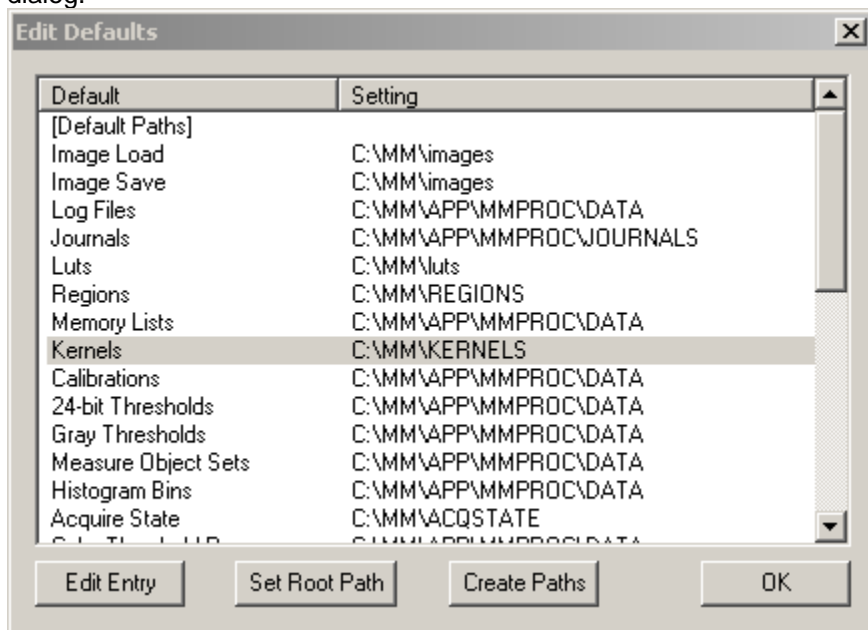 dialog.
Edit Defaults
Default Setting
[Default Paths]
Image Load C:\MM\images
Image Save C:\MM\images
Log Files C:\MM\APP\MMPROC\DATA
Journals C:\MM\APP\MMPROC\JOURNALS
Luts C:\MM\luts
Regions C:\MM\REGIONS
Memory Lists C:\MM\APP\MMPROC\DATA
Kernels C:\MM\KERNELS
Calibrations C:\MM\APP\MMPROC\DATA
24-bit Thresholds C:\MM\APP\MMPROC\DATA
Gray Thresholds C:\MM\APP\MMPROC\DATA
Measure Object Sets C:\MM\APP\MMPROC\DATA
Histogram Bins C:\MM\APP\MMPROC\DATA
Acquire State C:\MM\ACQSTATE
Edit Entry Set Root Path Create Paths OK